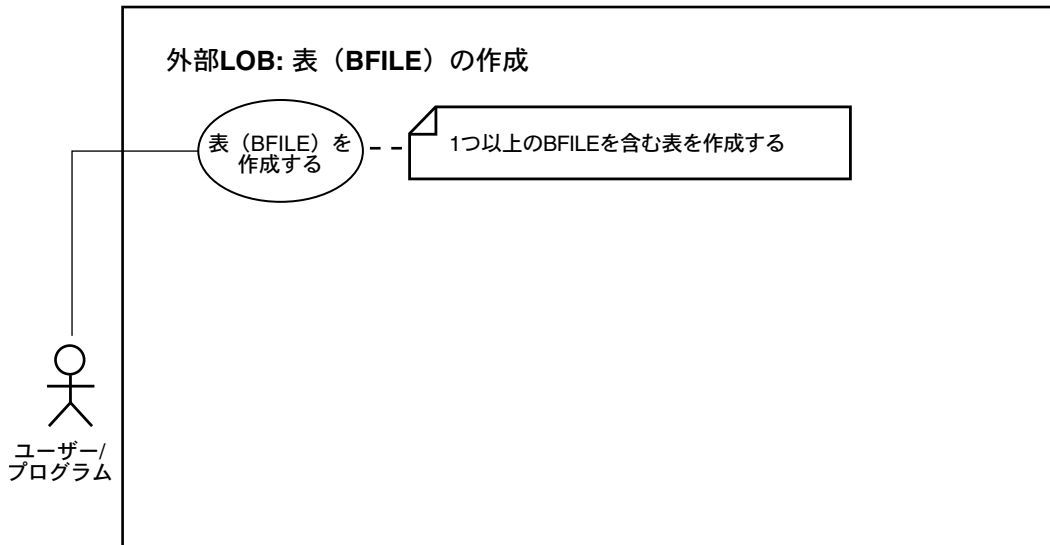 外部LOB: 表（BFILE）の作成
表（BFILE）を
作成する
1つ以上のBFILEを含む表を作成する
ユーザー/
プログラム